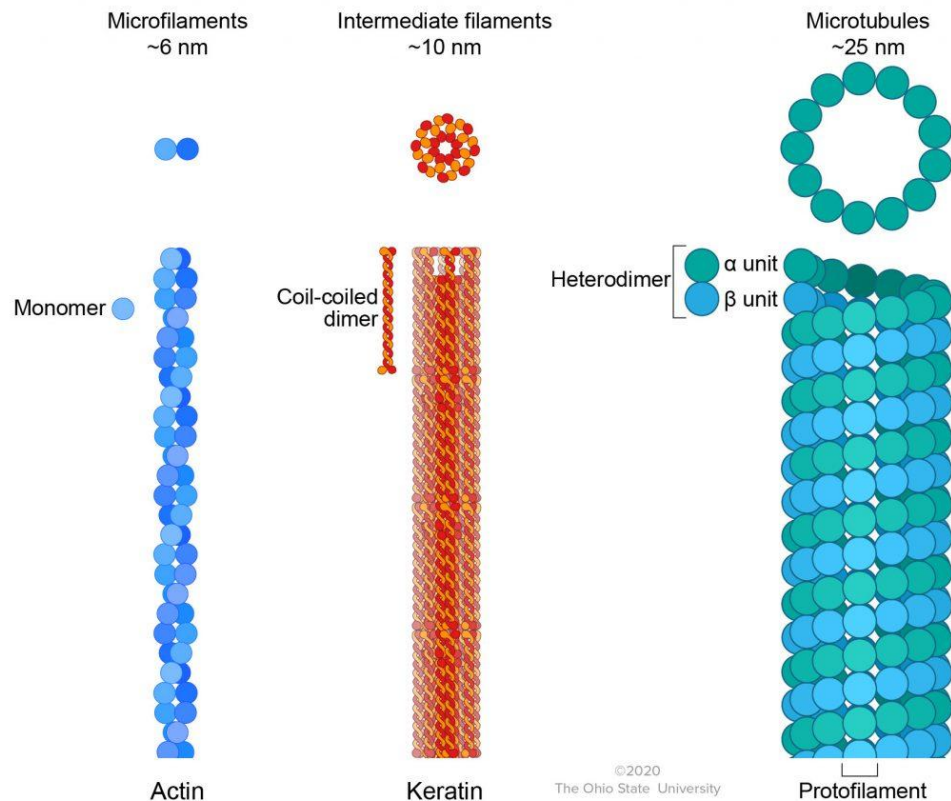 Microfilaments
~6 nm
Intermediate filaments
~10 nm
Microtubules
~25 nm
Monomer
Coil-coiled
dimer
Heterodimer
α unit
β unit
Actin
Keratin
©2020
The Ohio State University
Protofilament